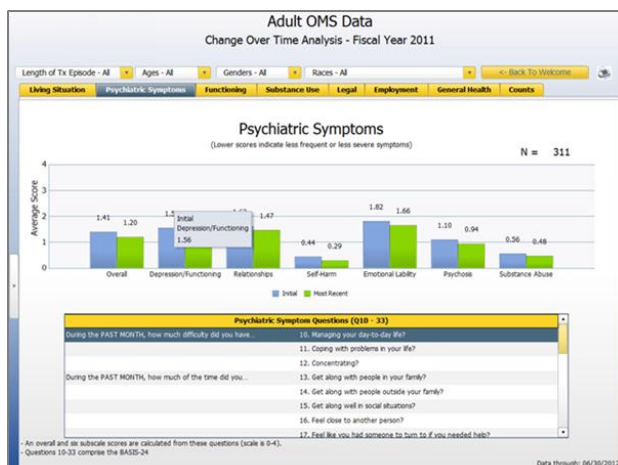 Adult OMS Data
Change Over Time Analysis - Fiscal Year 2011
Length of Tx Episode - All
Ages - All
Genders - All
Races - All
<- Back To Welcome
Living Situation
Psychiatric Symptoms
Functioning
Substance Use
Legal
Employment
General Health
Counts
Psychiatric Symptoms
(Lower scores indicate less frequent or less severe symptoms)
N = 311
Average Score
4
3
2
1
0
1.41
1.20
1.47
0.44
0.29
1.82
1.66
1.10
0.94
0.56
0.48
Initial
Depression/Functioning
1.56
Overall
Depression/Functioning
Relationships
Self-Harm
Emotional Lability
Psychosis
Substance Abuse
Initial
Most Recent
Psychiatric Symptom Questions (Q10 - 33)
During the PAST MONTH, how much difficulty did you have...
10. Managing your day-to-day life?
11. Coping with problems in your life?
12. Concentrating?
During the PAST MONTH, how much of the time did you...
13. Get along with people in your family?
14. Get along with people outside your family?
15. Get along well in social situations?
16. Feel close to another person?
17. Feel like you had someone to turn to if you needed help?
- An overall and six subscale scores are calculated from these questions (scale is 0-4).
- Questions 10-33 comprise the BASIS-24
Data through: 06/30/201